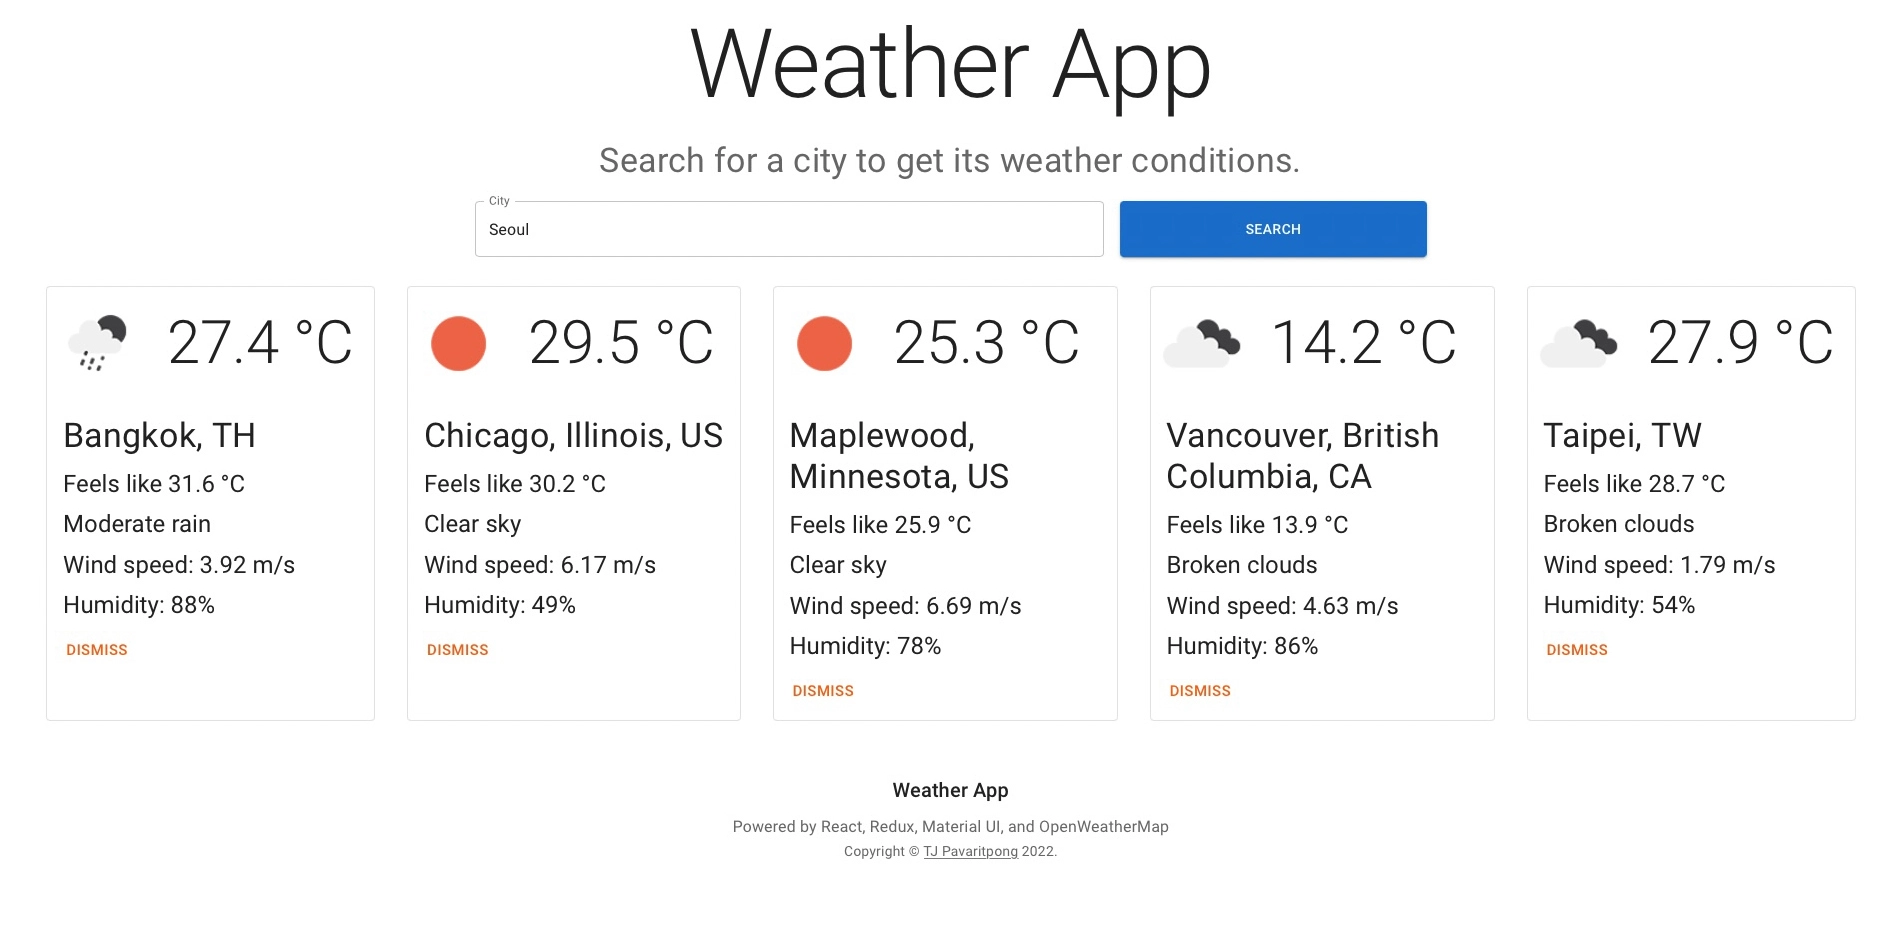 Weather App
Search for a city to get its weather conditions.
City
Seoul
SEARCH
27.4 °C
Bangkok, TH
Feels like 31.6 °C
Moderate rain
Wind speed: 3.92 m/s
Humidity: 88%
DISMISS
29.5 °C
Chicago, Illinois, US
Feels like 30.2 °C
Clear sky
Wind speed: 6.17 m/s
Humidity: 49%
DISMISS
25.3 °C
Maplewood,
Minnesota, US
Feels like 25.9 °C
Clear sky
Wind speed: 6.69 m/s
Humidity: 78%
DISMISS
14.2 °C
Vancouver, British
Columbia, CA
Feels like 13.9 °C
Broken clouds
Wind speed: 4.63 m/s
Humidity: 86%
DISMISS
27.9 °C
Taipei, TW
Feels like 28.7 °C
Broken clouds
Wind speed: 1.79 m/s
Humidity: 54%
DISMISS
Weather App
Powered by React, Redux, Material UI, and OpenWeatherMap
Copyright © TJ Pavaritpong 2022.